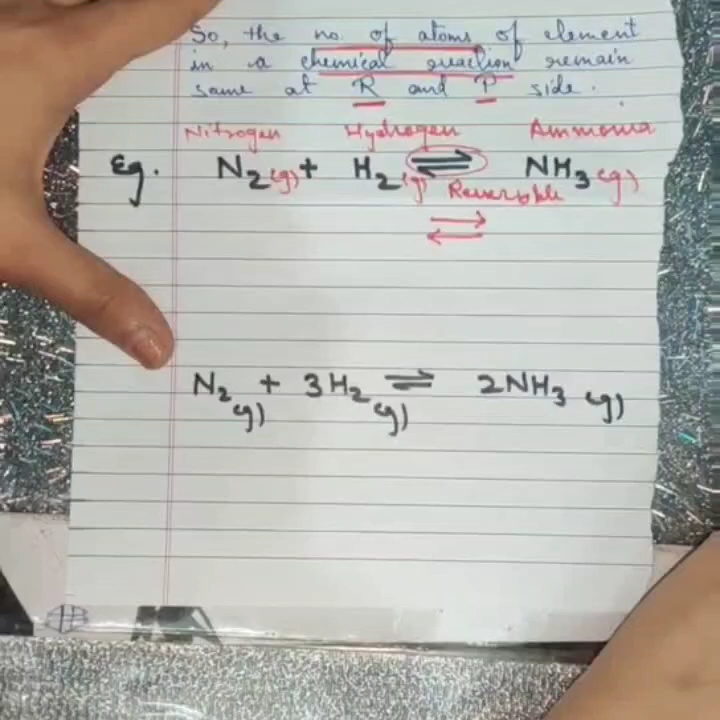 So, the no. of atoms of element
in a chemical reaction remain
same at R and P side.
Nitrogen Hydrogen Ammonia
Eg. N2(g) + H2(g) ⇌ NH3(g)
Reversible
⇌
N2(g) + 3H2(g) ⇌ 2NH3(g)